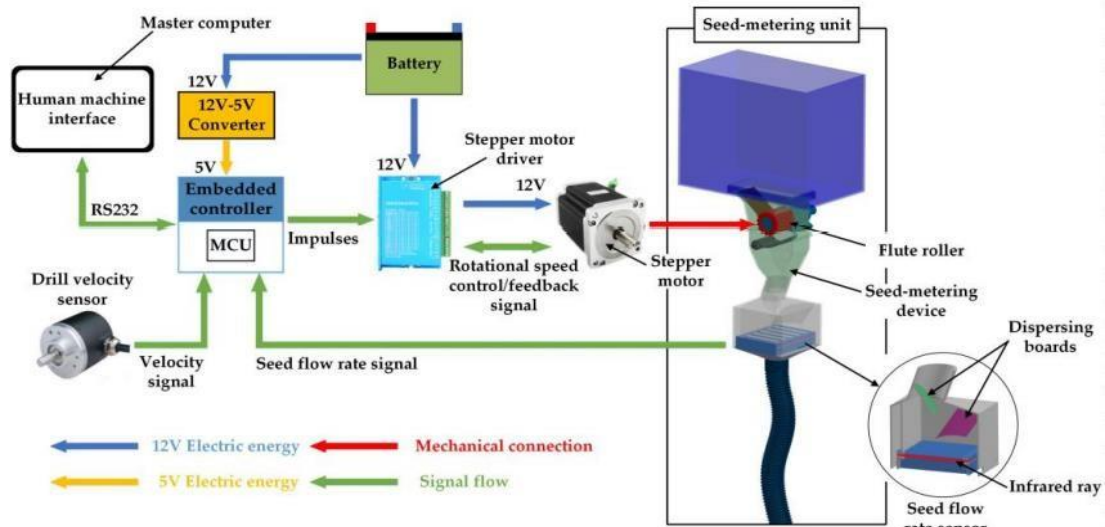 Master computer
Human machine
interface
12V
12V-5V
Converter
5V
Battery
Seed-metering unit
Stepper motor
driver
12V
12V
RS232
Embedded
controller
MCU
Impulses
Rotational speed
control/feedback
signal
Stepper
motor
Flute roller
Seed-metering
device
Drill velocity
sensor
Velocity
signal
Seed flow rate signal
Dispersing
boards
Infrared ray
Seed flow
rate sensor
12V Electric energy
Mechanical connection
5V Electric energy
Signal flow